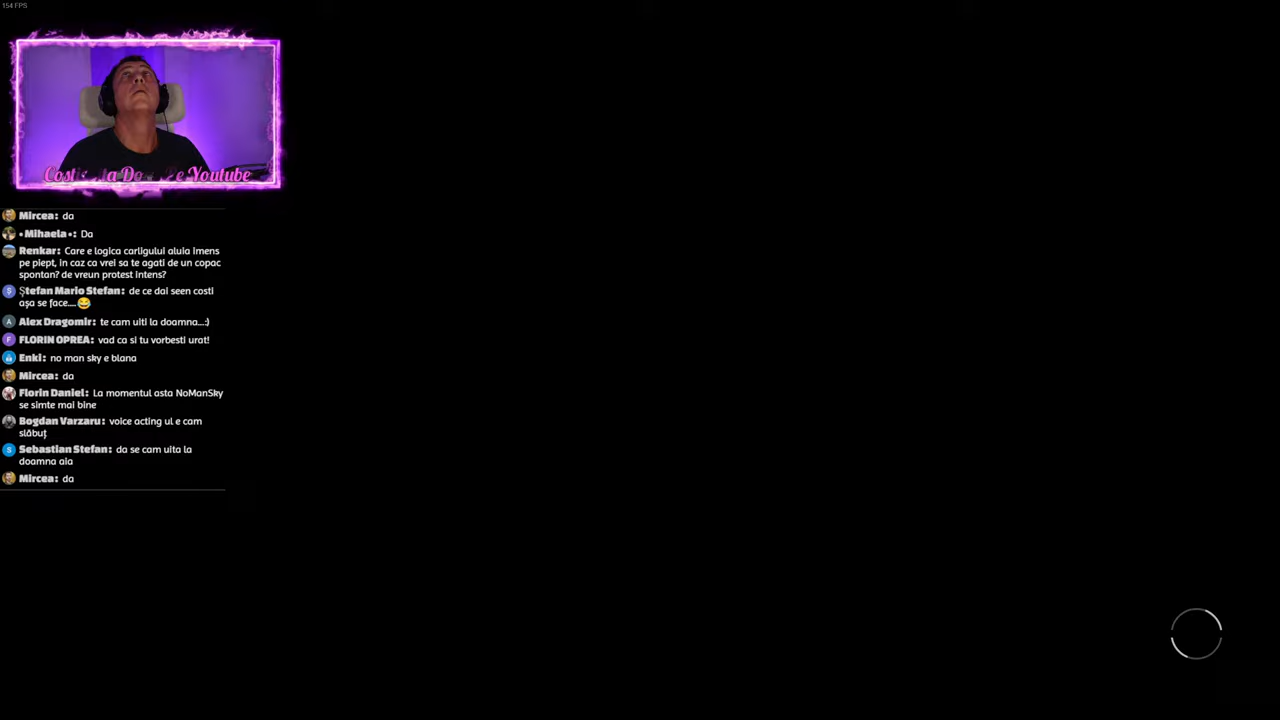 154 FPS
Youtube
Mircea: da
•Mihaela•: Da
Renkar: Care e logica carligului aluia imens
pe piept, in caz ca vrei sa te agati de un copac
spontan? de vreun protest intens?
Ștefan Mario Stefan: de ce dai seen costi
așa se face....😂
Alex Dragomir: te cam uiti la doamna...:)
FLORIN OPREA: vad ca si tu vorbesti urat!
Enki: no man sky e blana
Mircea: da
Florin Daniel: La momentul asta NoManSky
se simte mai bine
Bogdan Varzaru: voice acting ul e cam
slăbuț
Sebastian Stefan: da se cam uita la
doamna aia
Mircea: da